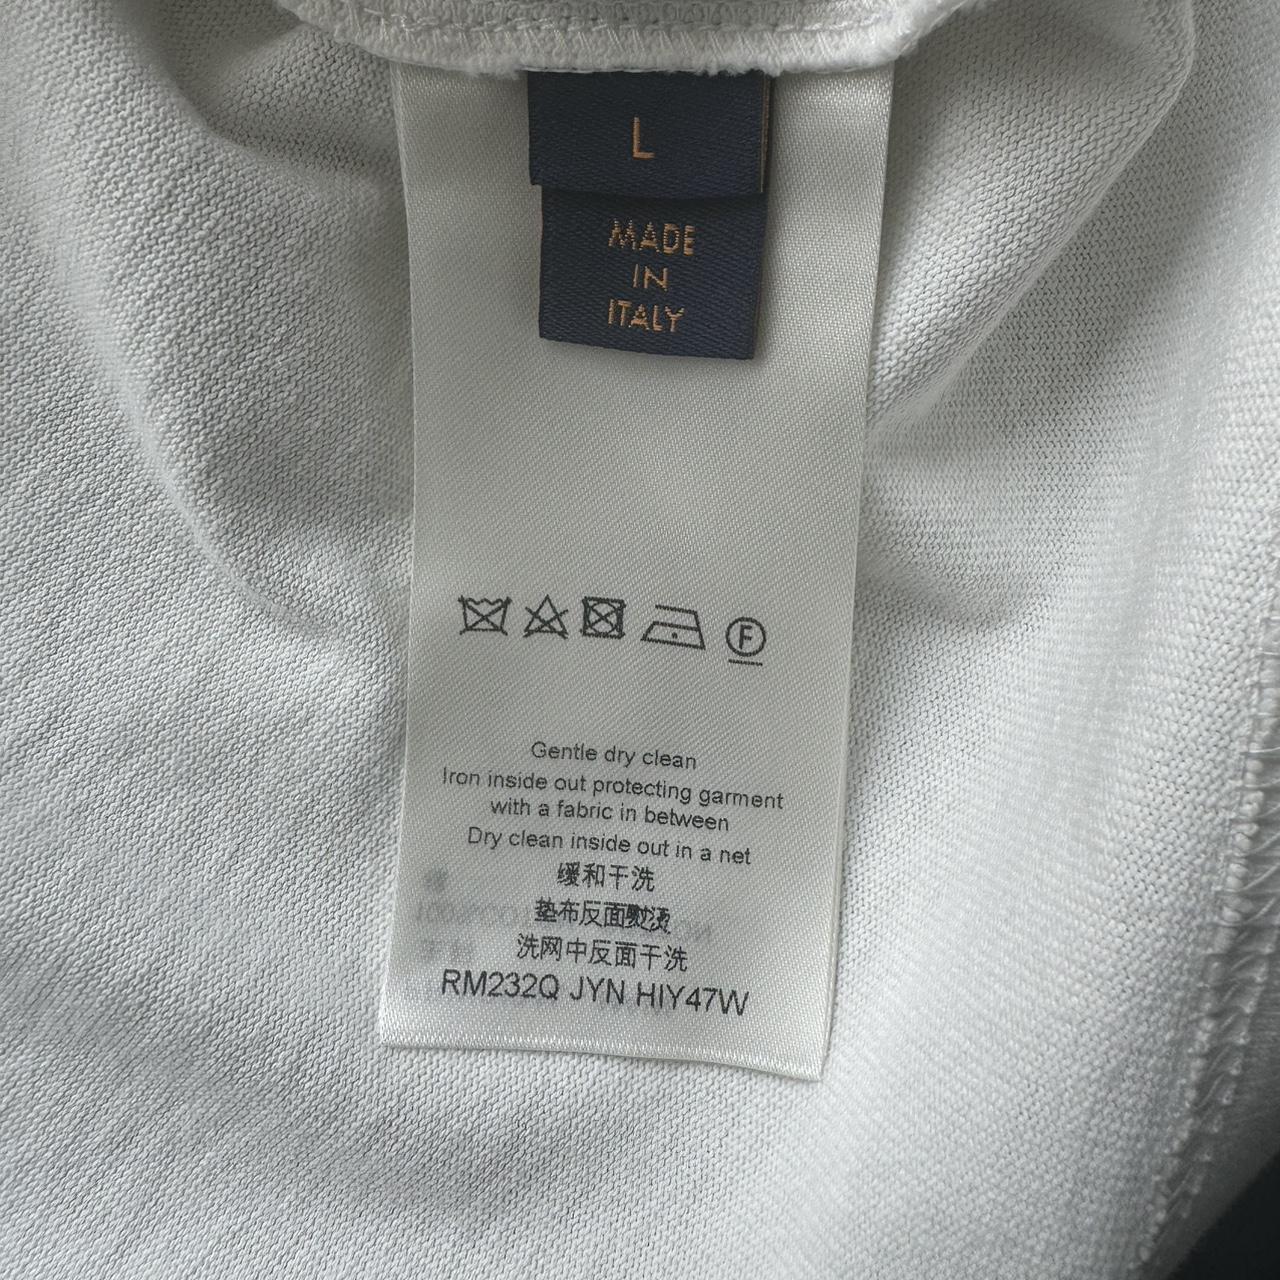 L
MADE
IN
ITALY
F
Gentle dry clean
Iron inside out protecting garment
with a fabric in between
Dry clean inside out in a net
缓和干洗
垫布反面熨烫
洗网中反面干洗
RM232Q JYN HIY47W